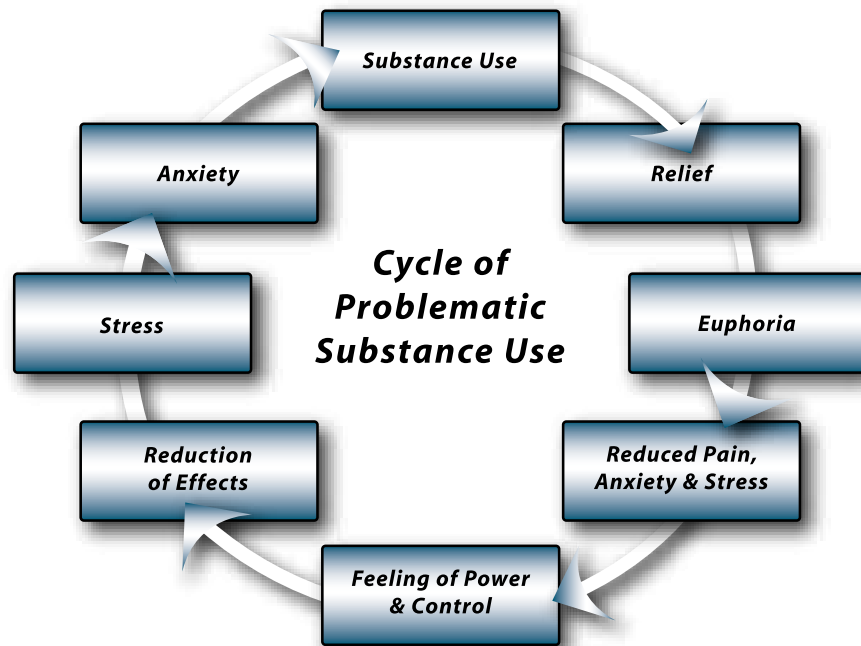 Substance Use
Relief
Euphoria
Reduced Pain,
Anxiety & Stress
Feeling of Power
& Control
Reduction
of Effects
Stress
Anxiety
Cycle of
Problematic
Substance Use